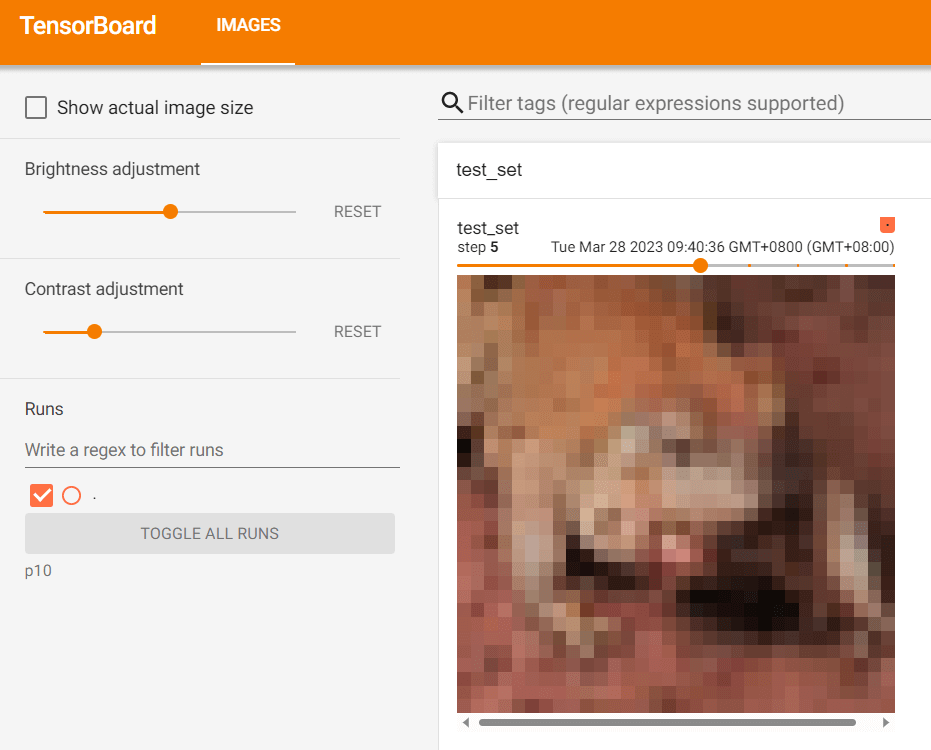 TensorBoard IMAGES
Show actual image size
Filter tags (regular expressions supported)
Brightness adjustment
RESET
Contrast adjustment
RESET
Runs
Write a regex to filter runs
.
TOGGLE ALL RUNS
p10
test_set
test_set
step 5 Tue Mar 28 2023 09:40:36 GMT+0800 (GMT+08:00)